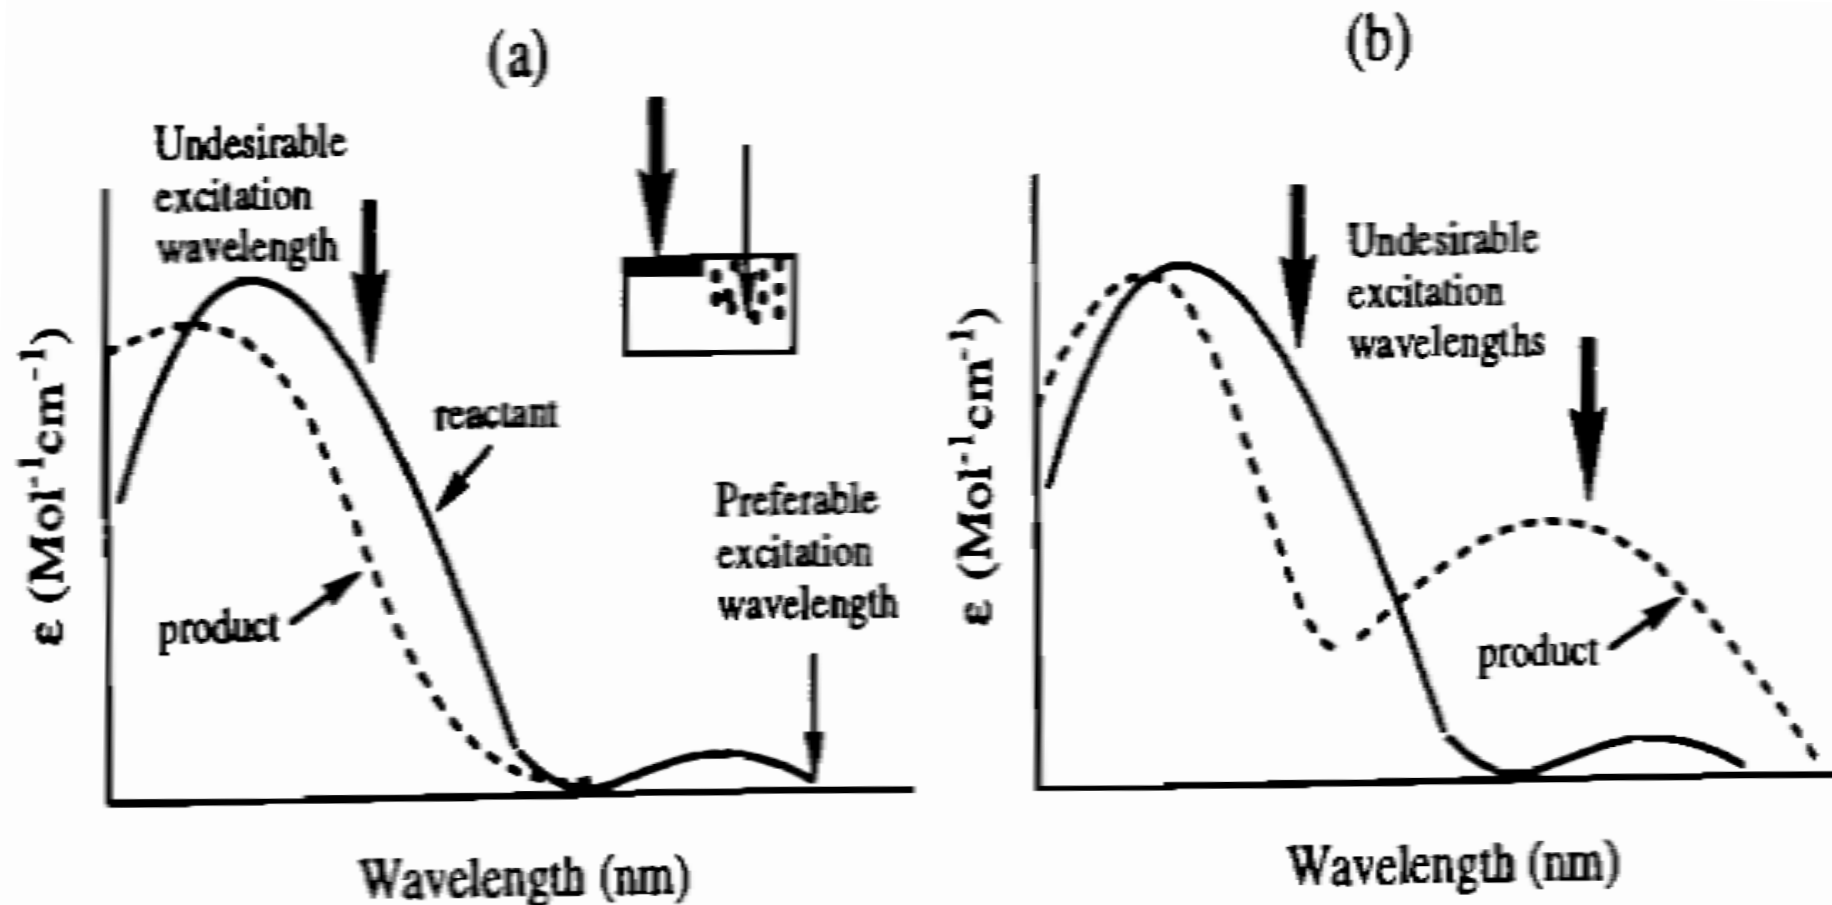 (a)
Undesirable
excitation
wavelength
reactant
product
Preferable
excitation
wavelength
ε (Mol⁻¹cm⁻¹)
Wavelength (nm)
(b)
Undesirable
excitation
wavelengths
product
ε (Mol⁻¹cm⁻¹)
Wavelength (nm)